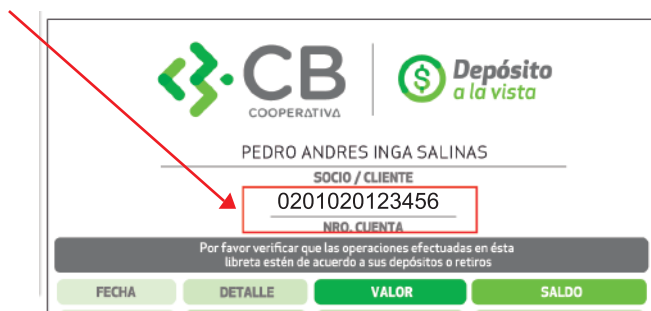 CB
COOPERATIVA
Depósito
a la vista
PEDRO ANDRES INGA SALINAS
SOCIO / CLIENTE
0201020123456
NRO. CUENTA
Por favor verificar que las operaciones efectuadas en ésta
libreta estén de acuerdo a sus depósitos o retiros
FECHA DETALLE VALOR SALDO